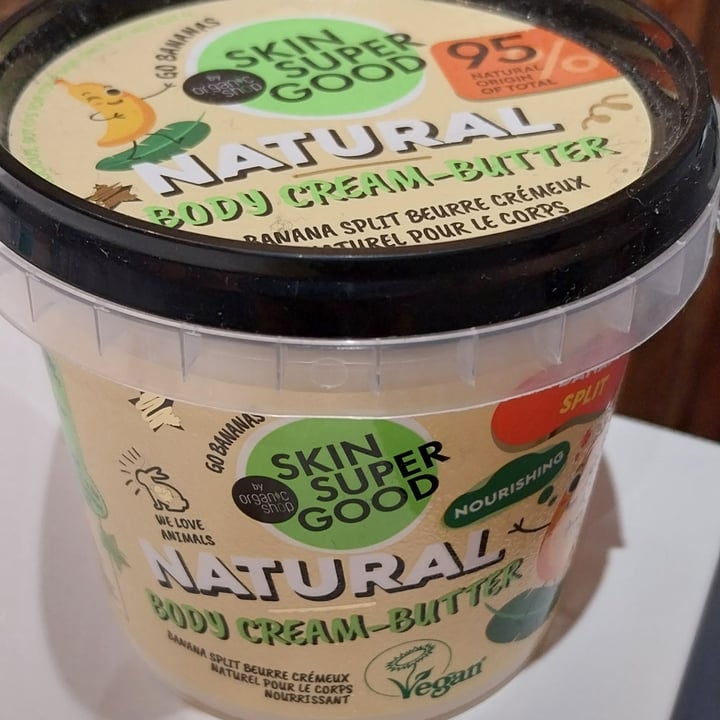 GO BANANAS
SKIN
SUPER
GOOD
by
organic
shop
95%
NATURAL
ORIGIN
OF TOTAL
NATURAL
BODY CREAM-BUTTER
BANANA SPLIT BEURRE CRÉMEUX
NATUREL POUR LE CORPS
SPLIT
GO BANANAS
SKIN
SUPER
GOOD
by
organic
shop
NOURISHING
WE LOVE
ANIMALS
NATURAL
BODY CREAM-BUTTER
BANANA SPLIT BEURRE CRÉMEUX
NATUREL POUR LE CORPS
NOURRISSANT
Vegan